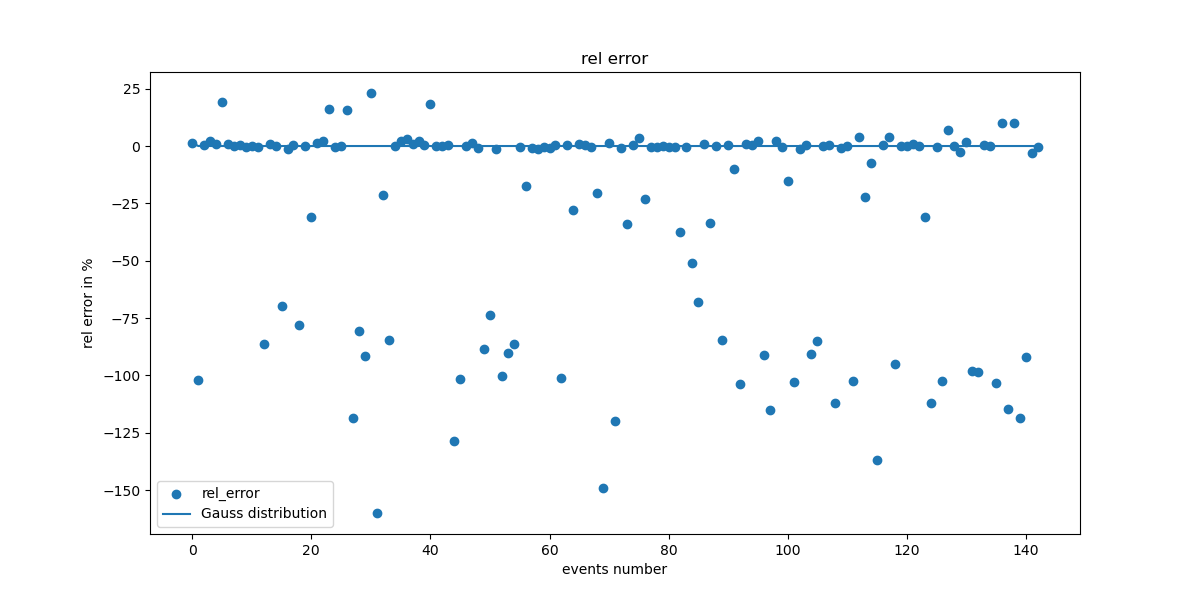 rel error
25
0
−25
−50
−75
−100
−125
−150
rel error in %
rel_error
Gauss distribution
0 20 40 60 80 100 120 140
events number